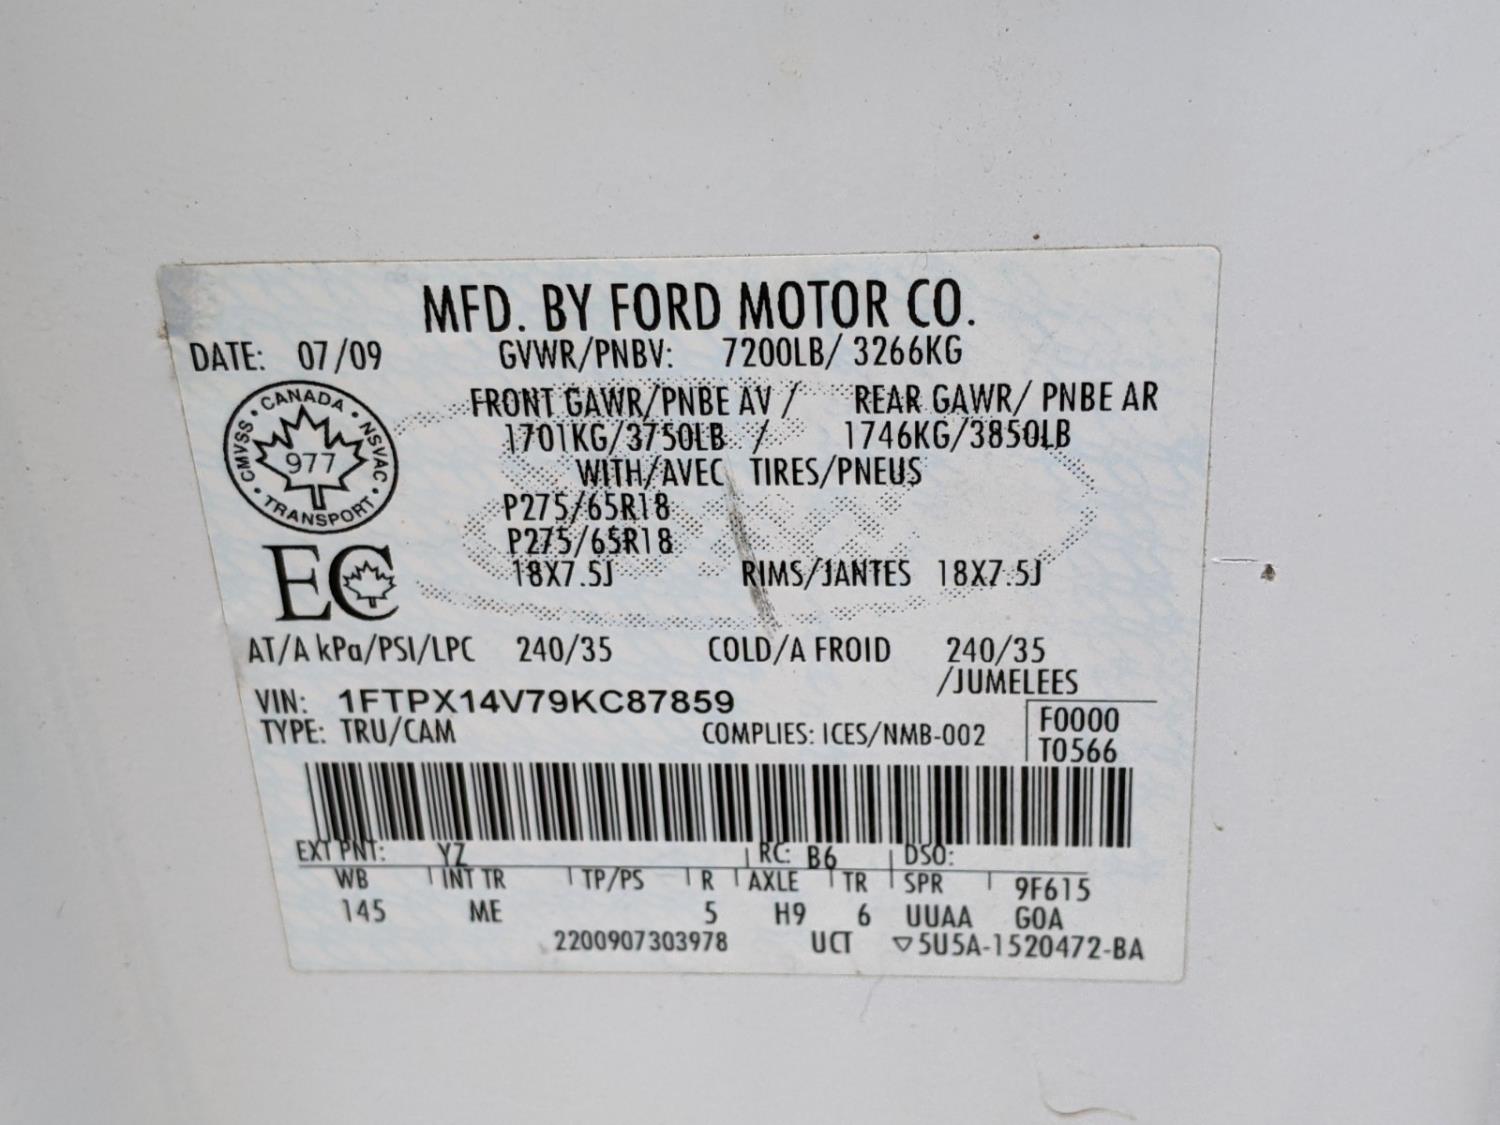 MFD. BY FORD MOTOR CO.
DATE: 07/09 GVWR/PNBV: 7200LB/ 3266KG
FRONT GAWR/PNBE AV / REAR GAWR/ PNBE AR
1701KG/3750LB / 1746KG/3850LB
WITH/AVEC TIRES/PNEUS
P275/65R18
P275/65R18
18X7.5J RIMS/JANTES 18X7.5J
CANADA • NSVAC • TRANSPORT • CMVSS •
977
EC
AT/A kPa/PSI/LPC 240/35 COLD/A FROID 240/35
/JUMELEES
VIN: 1FTPX14V79KC87859
TYPE: TRU/CAM COMPLIES: ICES/NMB-002
F0000
T0566
EXT PNT: YZ RC: B6 DSO:
WB INT TR TP/PS R AXLE TR SPR 9F615
145 ME 5 H9 6 UUAA GOA
2200907303978 UCT ▽5U5A-1520472-BA